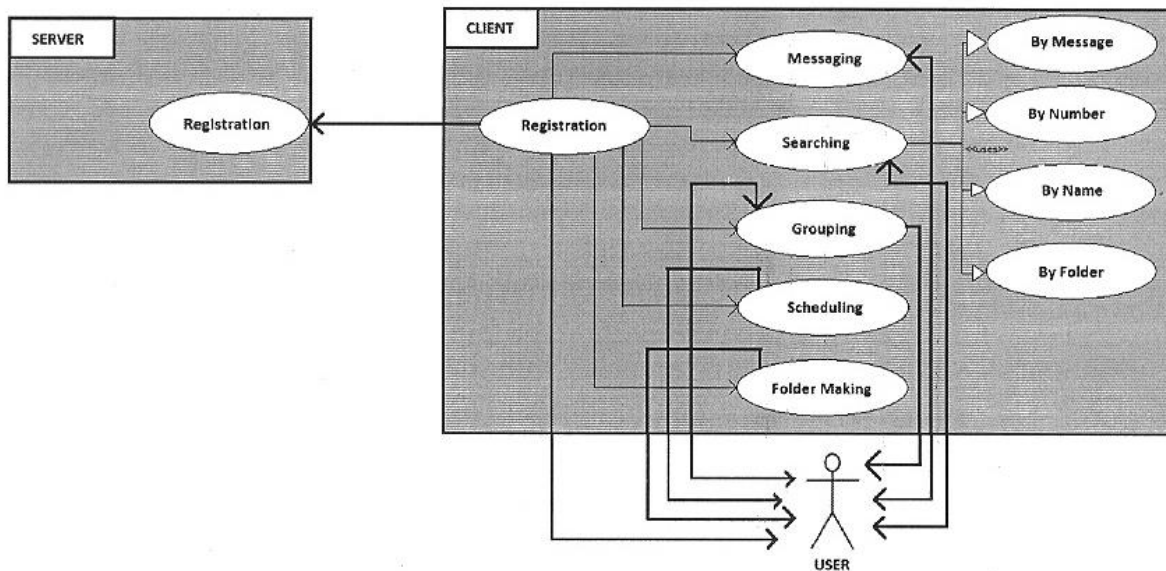 SERVER
Registration
CLIENT
Registration
Messaging
Searching
Grouping
Scheduling
Folder Making
By Message
By Number
<<uses>>
By Name
By Folder
USER